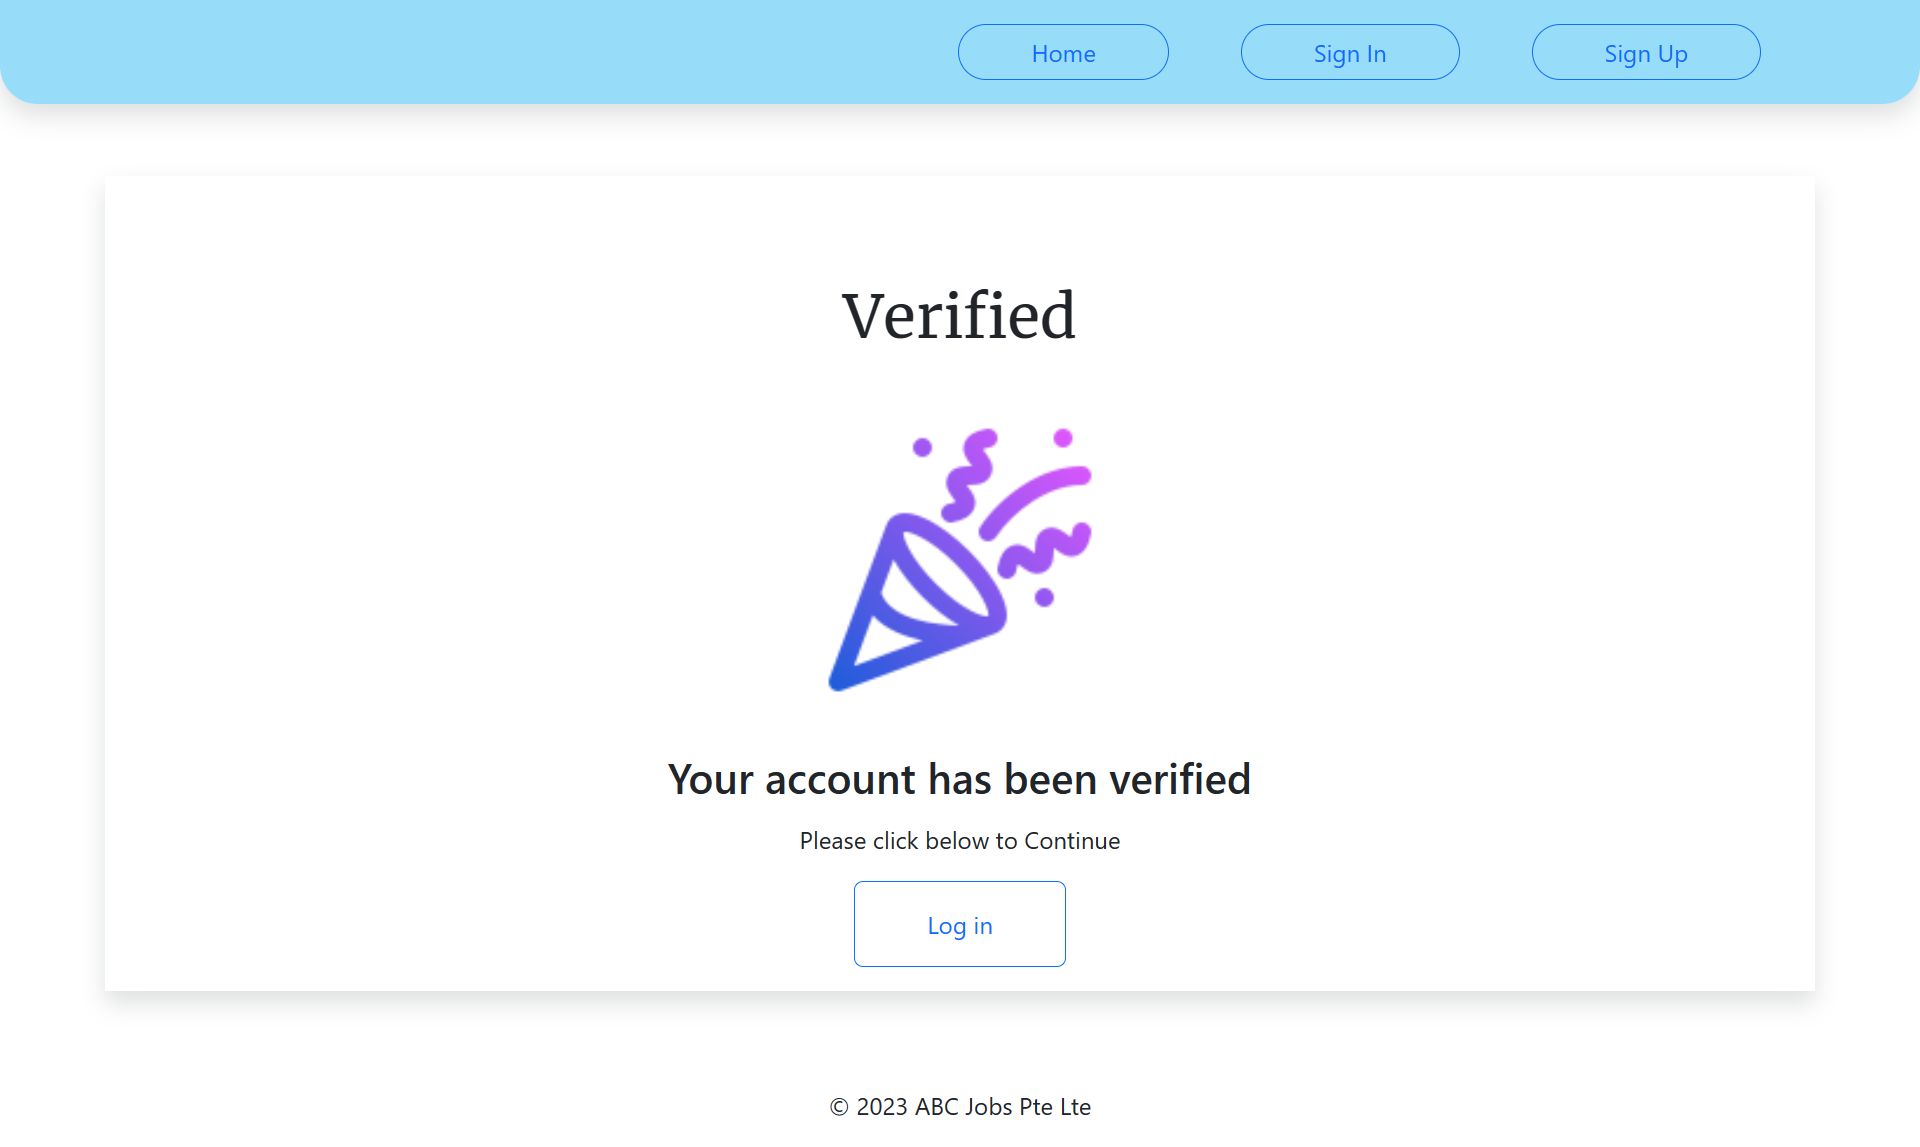 Home Sign In Sign Up
Verified
Your account has been verified
Please click below to Continue
Log in
© 2023 ABC Jobs Pte Lte